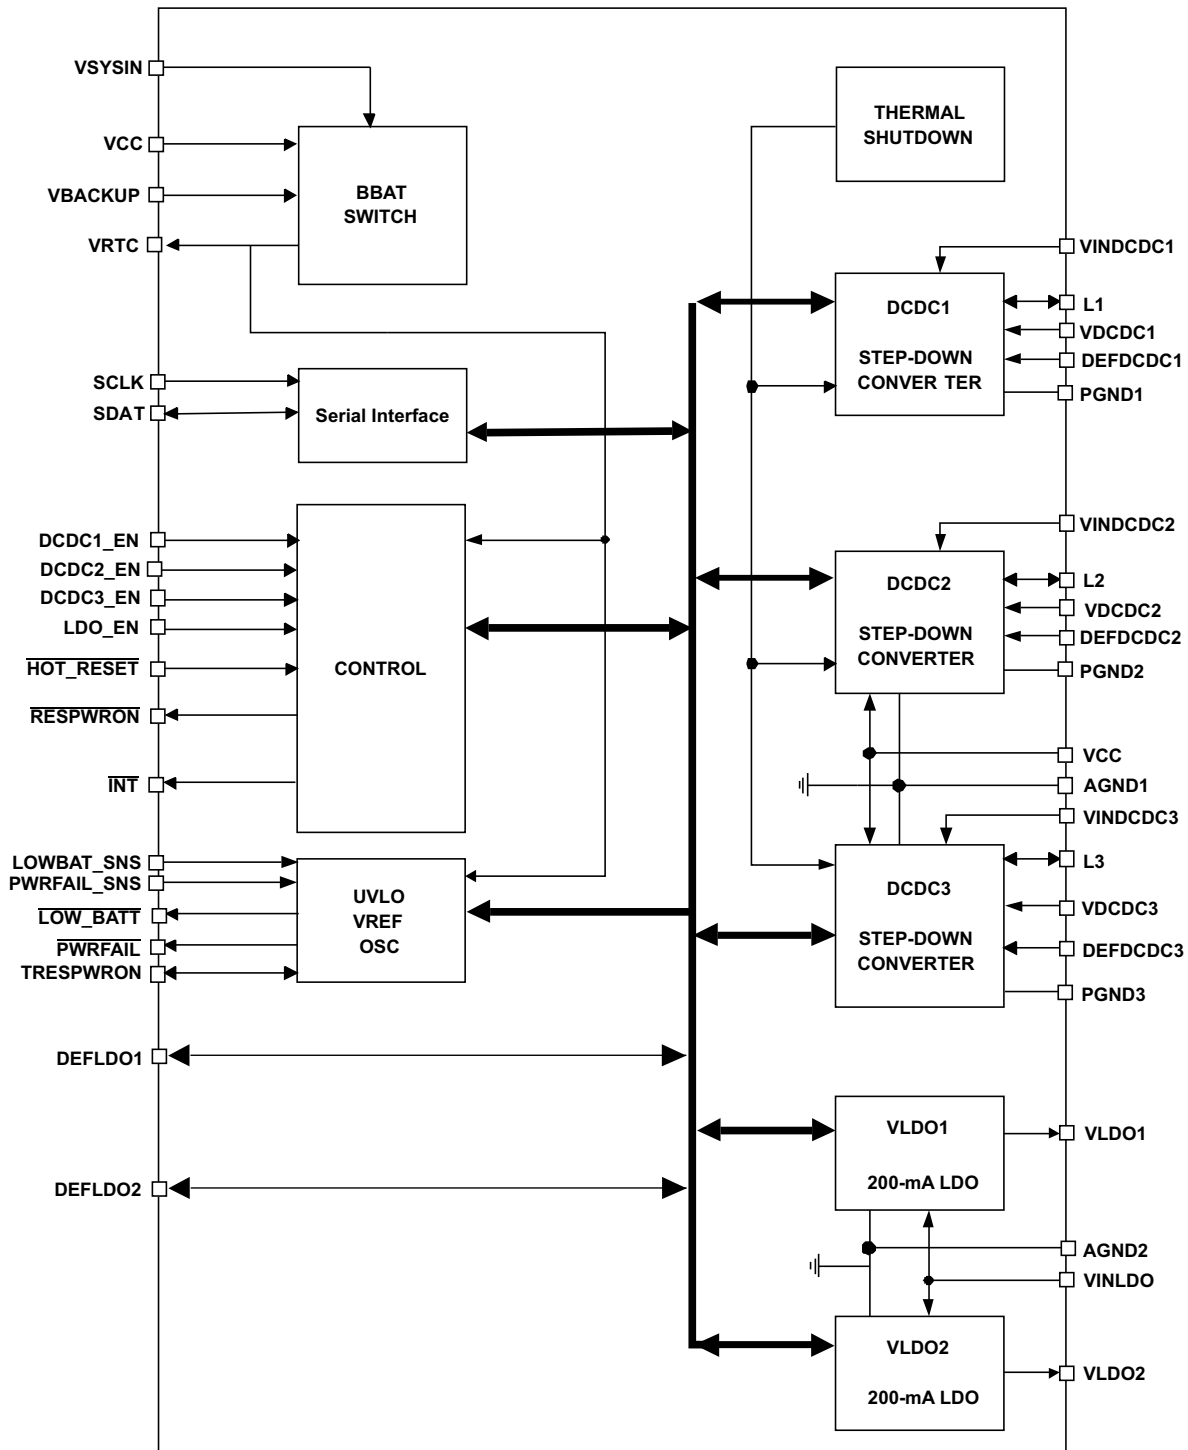 VSYSIN
VCC
VBACKUP
VRTC
BBAT
SWITCH
THERMAL
SHUTDOWN
SCLK
SDAT
Serial Interface
VINDCDC1
DCDC1
STEP-DOWN
CONVER TER
L1
VDCDC1
DEFDCDC1
PGND1
DCDC1_EN
DCDC2_EN
DCDC3_EN
LDO_EN
HOT_RESET
RESPWRON
INT
CONTROL
VINDCDC2
DCDC2
STEP-DOWN
CONVERTER
L2
VDCDC2
DEFDCDC2
PGND2
VCC
AGND1
VINDCDC3
LOWBAT_SNS
PWRFAIL_SNS
LOW_BATT
PWRFAIL
TRESPWRON
UVLO
VREF
OSC
DCDC3
STEP-DOWN
CONVERTER
L3
VDCDC3
DEFDCDC3
PGND3
DEFLDO1
DEFLDO2
VLDO1
200-mA LDO
VLDO1
AGND2
VINLDO
VLDO2
200-mA LDO
VLDO2